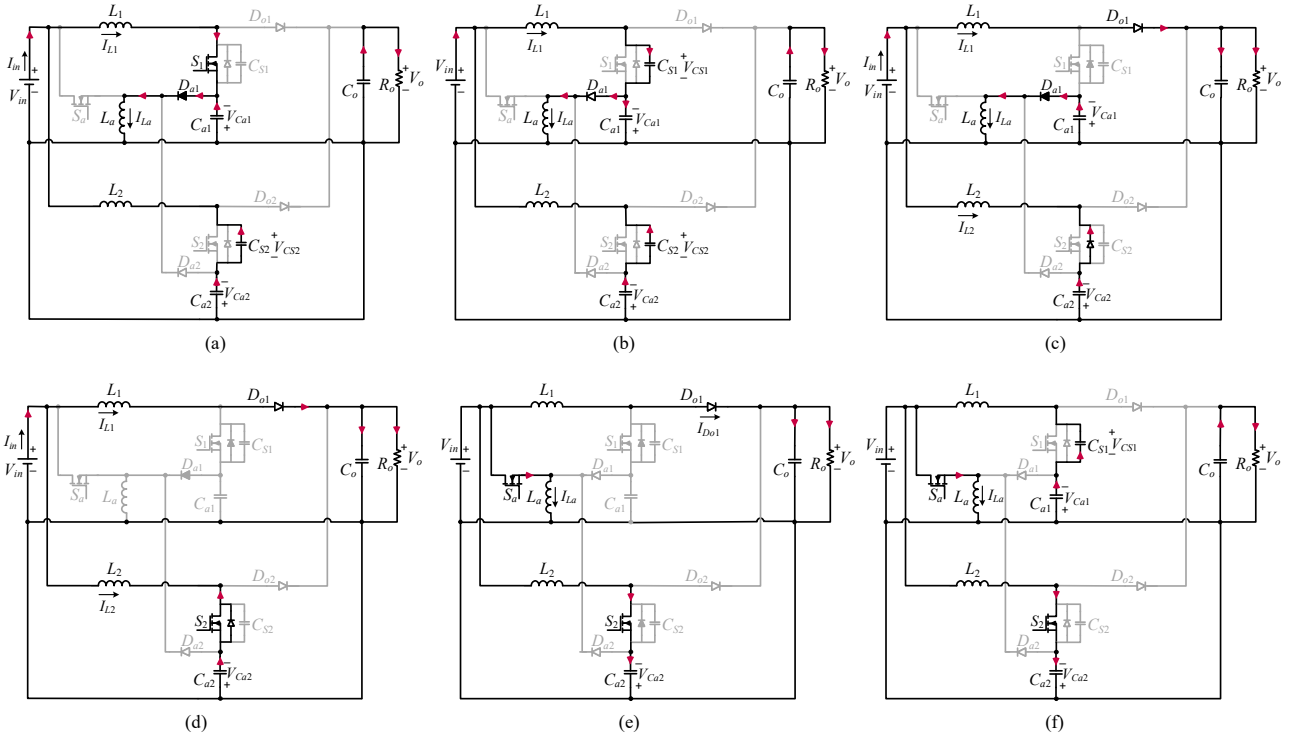 L1 Do1
IL1
Iin
+
Vin
−
S1 CS1
Sa La ILa
Da1
Ca1 − VCa1 +
Co Ro + Vo −
L2 Do2
S2 CS2 + VCS2 −
Da2
Ca2 − VCa2 +
(a)
L1 Do1
IL1
+
Vin
−
S1 CS1 + VCS1 −
Sa La ILa
Da1
Ca1 − VCa1 +
Co Ro + Vo −
L2 Do2
S2 CS2 + VCS2 −
Da2
Ca2 − VCa2 +
(b)
L1 Do1
IL1
Iin
+
Vin
−
S1 CS1
Sa La ILa
Da1
Ca1 − VCa1 +
Co Ro + Vo −
L2 Do2
IL2
S2 CS2
Da2
Ca2 − VCa2 +
(c)
L1 Do1
IL1
Iin
+
Vin
−
S1 CS1
Sa La
Da1
Ca1
Co Ro + Vo −
L2 Do2
IL2
S2 CS2
Da2
Ca2 − VCa2 +
(d)
L1 Do1
IDo1
Vin +
−
S1 CS1
Sa La ILa
Da1
Ca1
Co Ro + Vo −
L2 Do2
S2 CS2
Da2
Ca2 − VCa2 +
(e)
L1 Do1
Vin +
−
S1 CS1 + VCS1 −
Sa La ILa
Da1
Ca1 − VCa1 +
Co Ro + Vo −
L2 Do2
S2 CS2
Da2
Ca2 − VCa2 +
(f)